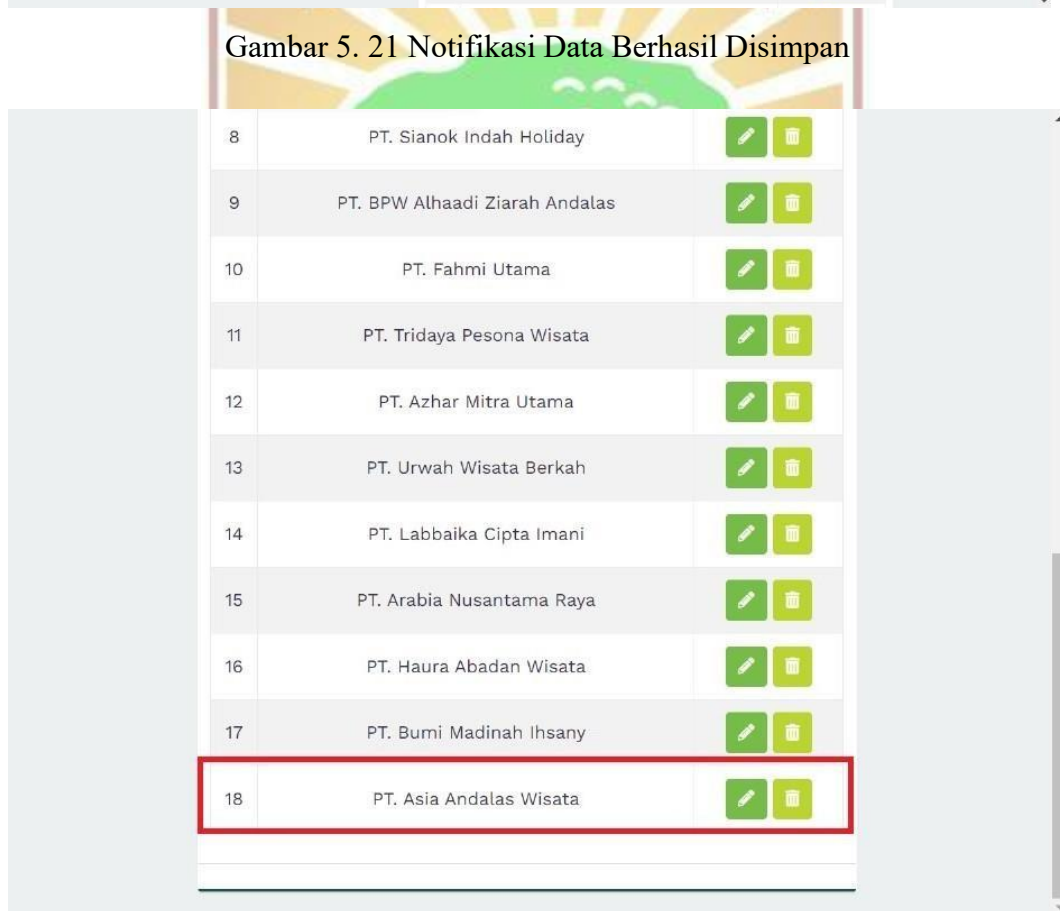 Gambar 5. 21 Notifikasi Data Berhasil Disimpan
8 PT. Sianok Indah Holiday
9 PT. BPW Alhaadi Ziarah Andalas
10 PT. Fahmi Utama
11 PT. Tridaya Pesona Wisata
12 PT. Azhar Mitra Utama
13 PT. Urwah Wisata Berkah
14 PT. Labbaika Cipta Imani
15 PT. Arabia Nusantama Raya
16 PT. Haura Abadan Wisata
17 PT. Bumi Madinah Ihsany
18 PT. Asia Andalas Wisata